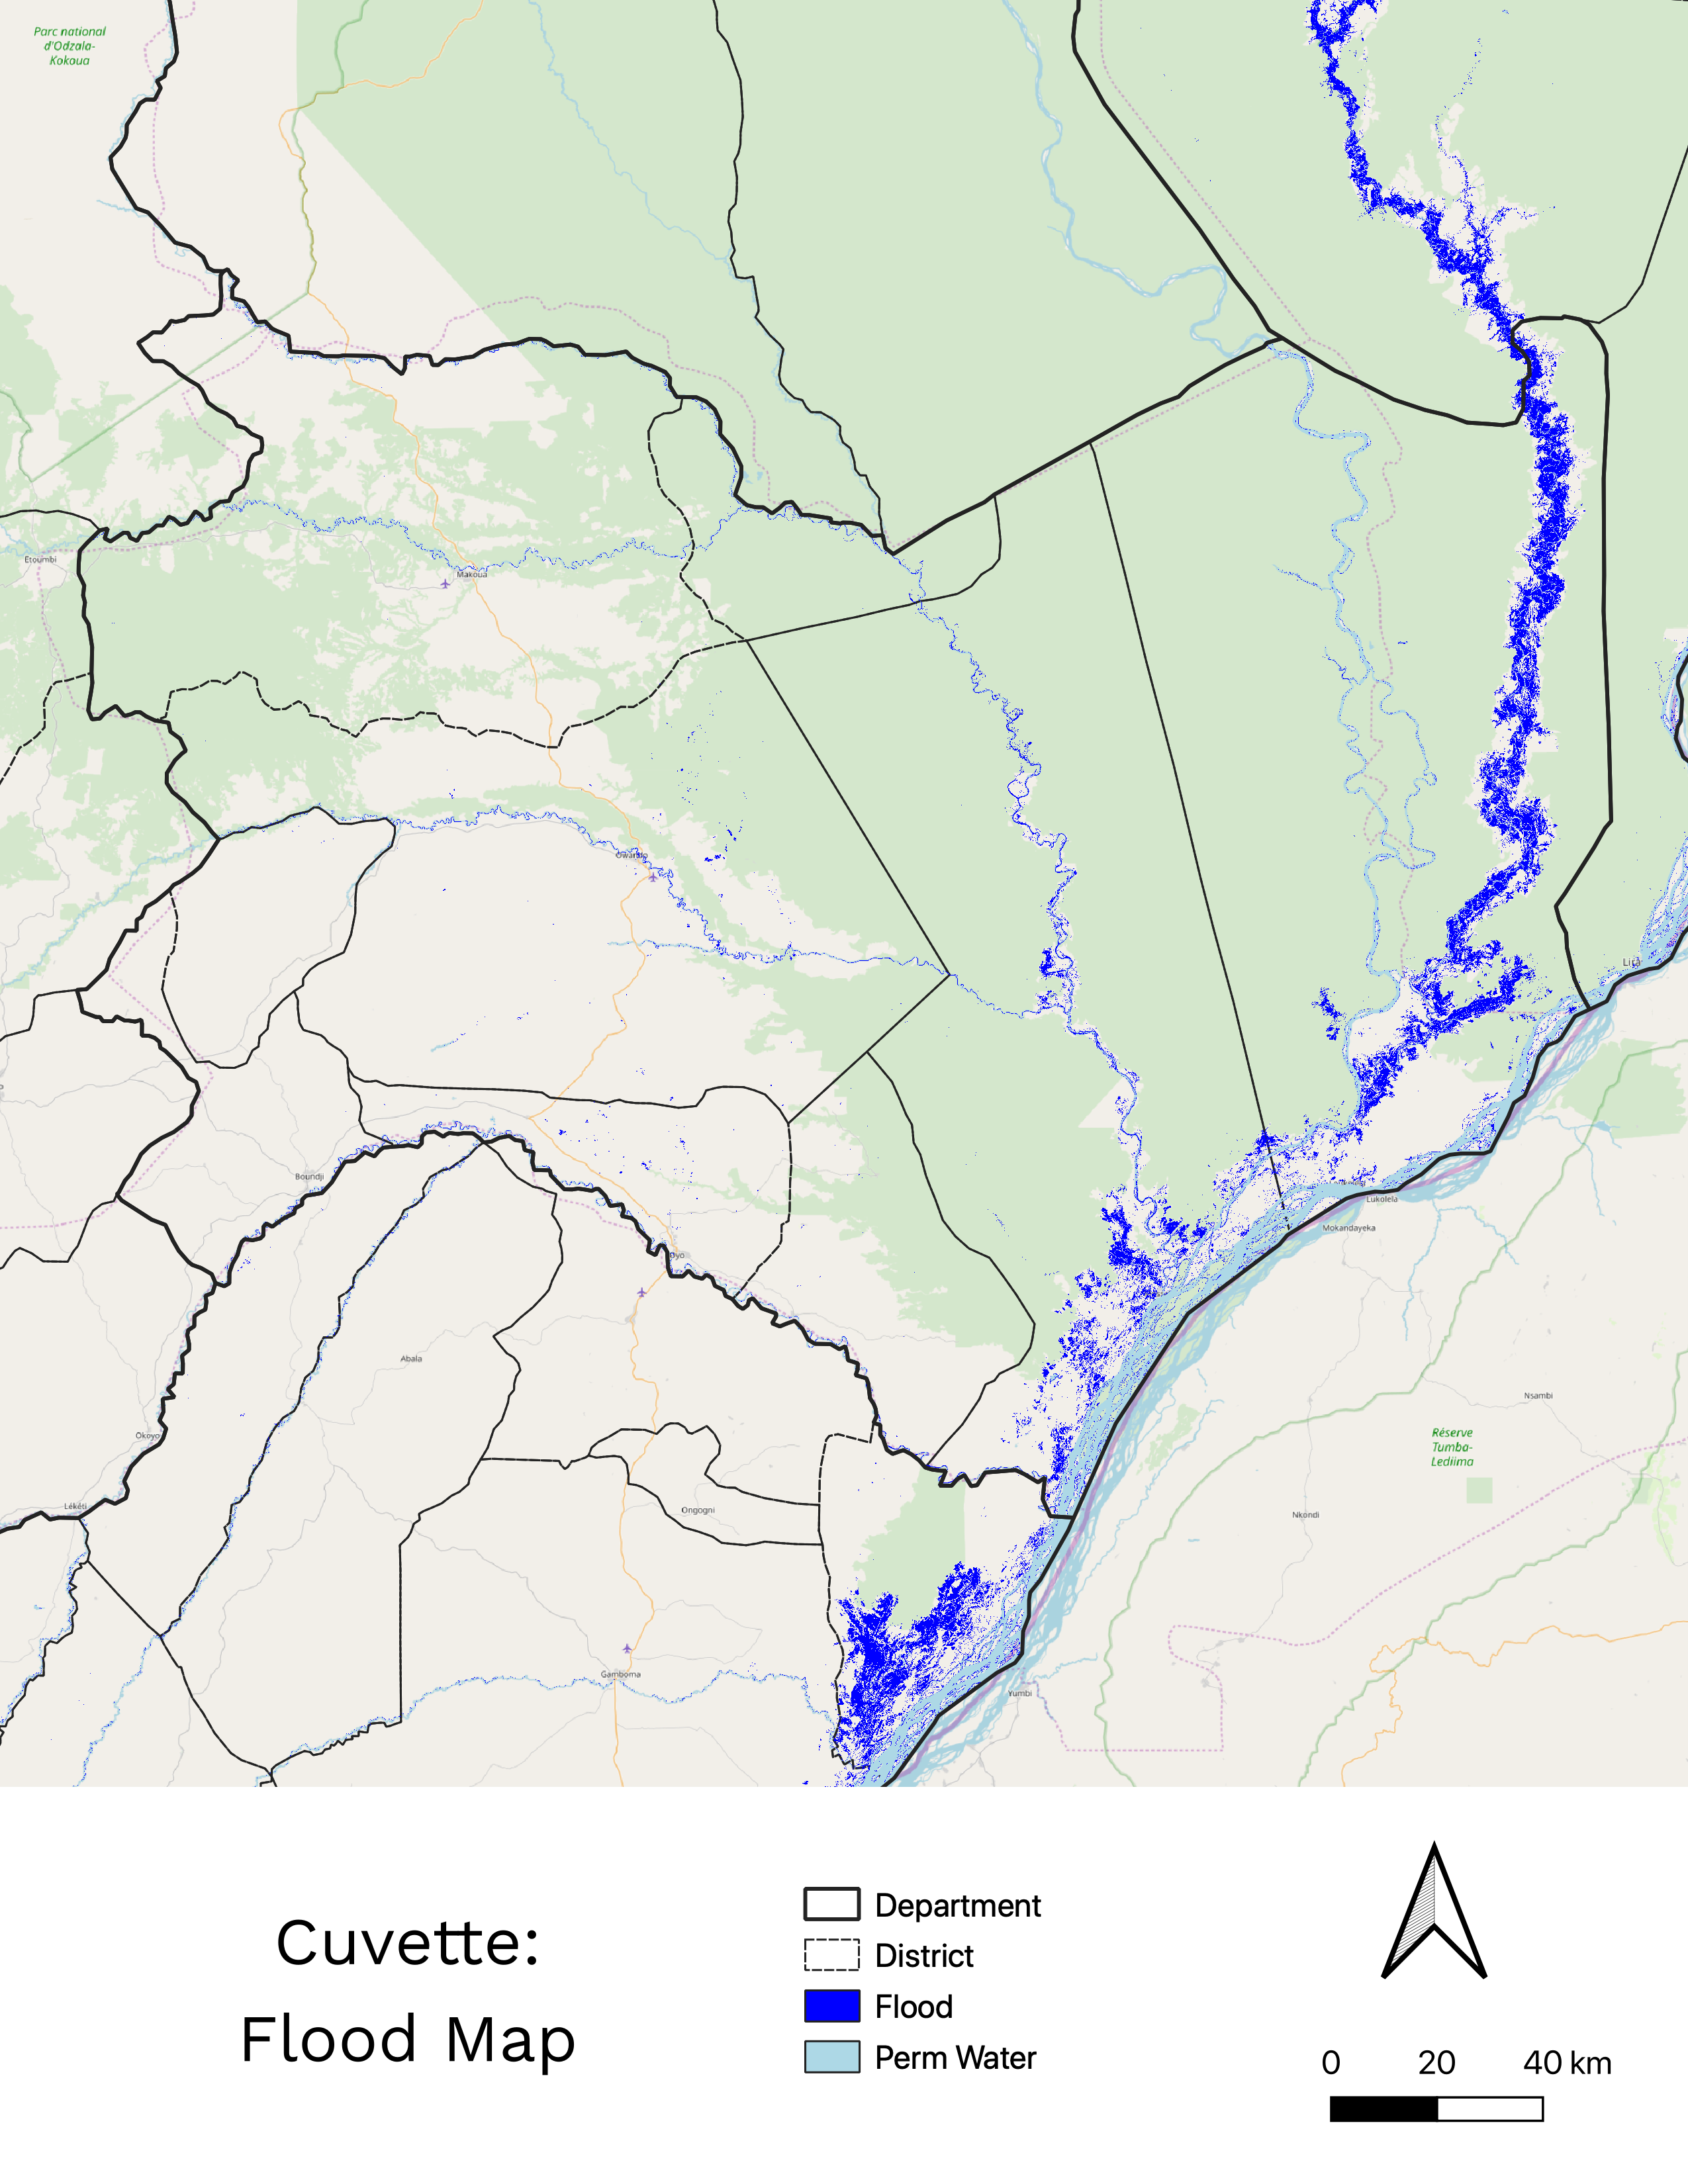 Parc national
d'Odzala-
Kokoua
Etoumbi
Makoua
Owando
Boundji
Oyo
Lukolela
Mokandayeka
Abala
Nsambi
Okoyo
Réserve
Tumba-
Lediima
Lékéti
Ongogni
Nkondi
Gamboma
Yumbi
Cuvette:
Flood Map
Department
District
Flood
Perm Water
0 20 40 km